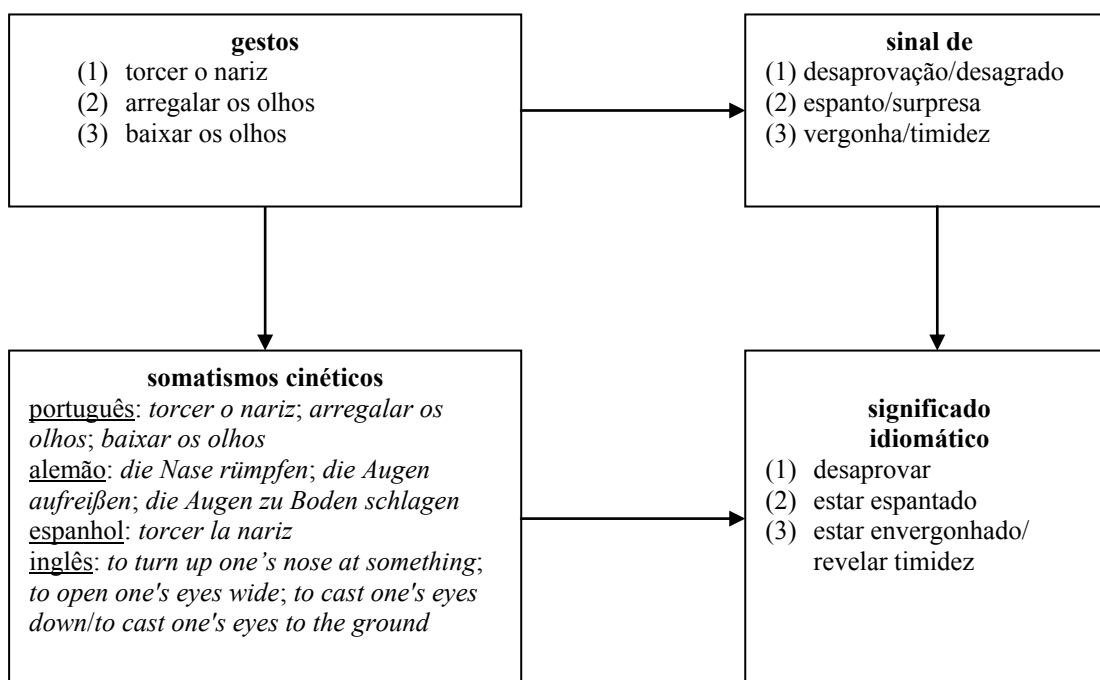 gestos
(1) torcer o nariz
(2) arregalar os olhos
(3) baixar os olhos
sinal de
(1) desaprovação/desagrado
(2) espanto/surpresa
(3) vergonha/timidez
somatismos cinéticos
português: torcer o nariz; arregalar os
olhos; baixar os olhos
alemão: die Nase rümpfen; die Augen
aufreißen; die Augen zu Boden schlagen
espanhol: torcer la nariz
inglês: to turn up one’s nose at something;
to open one's eyes wide; to cast one's eyes
down/to cast one's eyes to the ground
significado
idiomático
(1) desaprovar
(2) estar espantado
(3) estar envergonhado/
revelar timidez